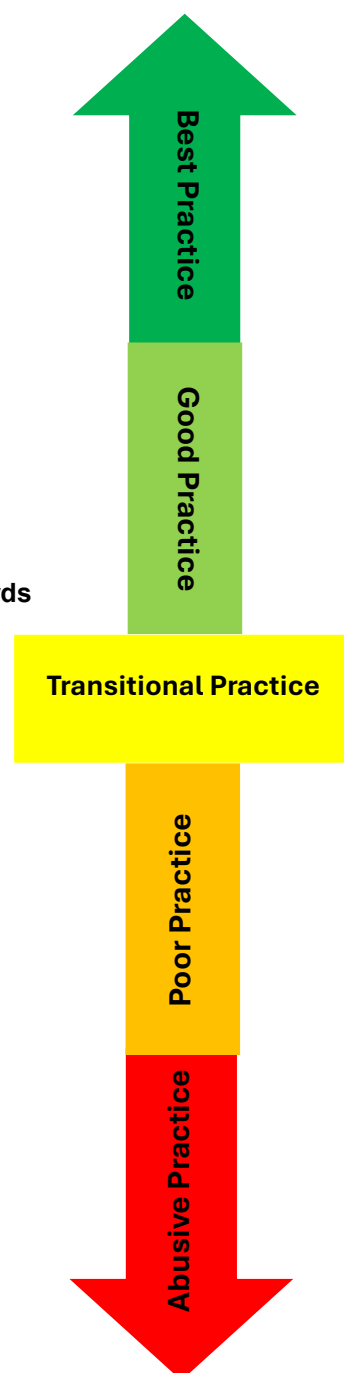 Best Practice
Good Practice
ds
Transitional Practice
Poor Practice
Abusive Practice